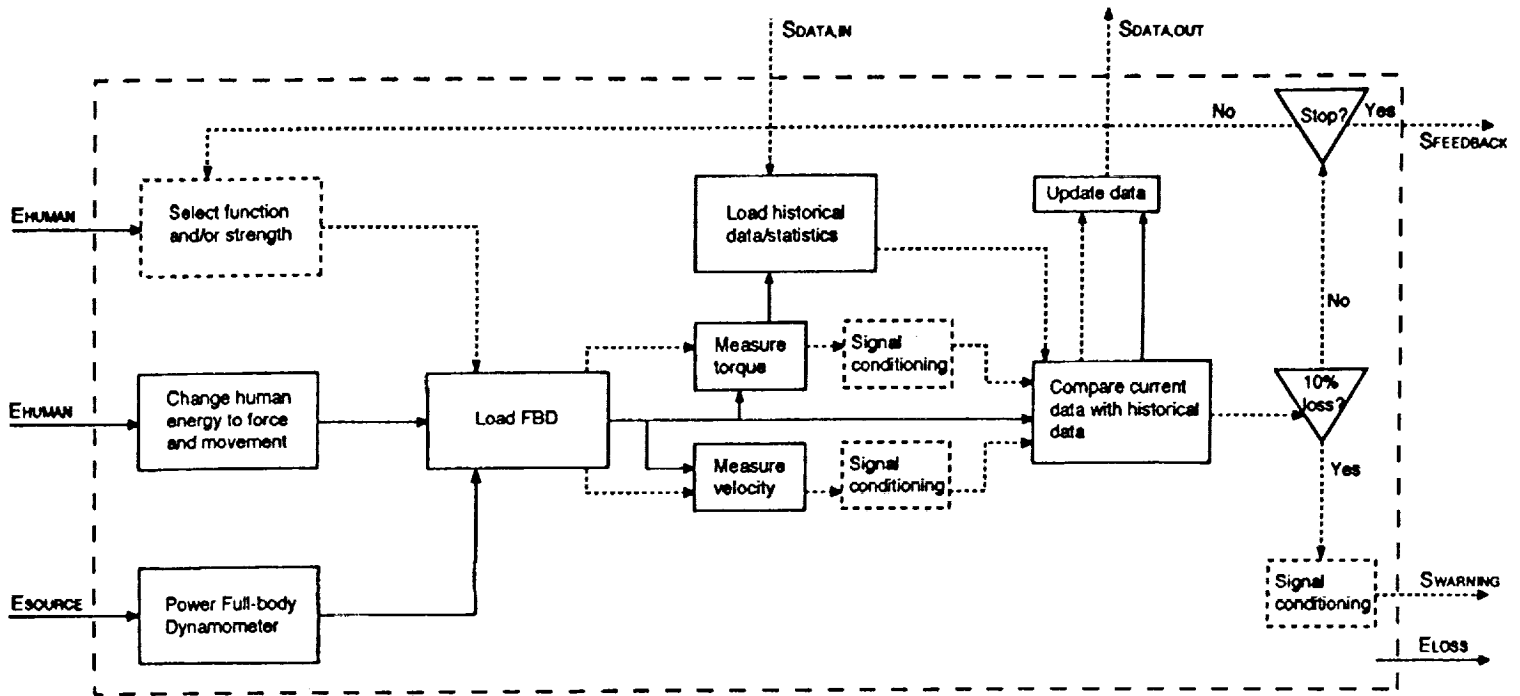 SDATA,IN
SDATA,OUT
No
Stop?
Yes
SFEEDBACK
EHUMAN
Select function
and/or strength
Load historical
data/statistics
Update data
No
EHUMAN
Change human
energy to force
and movement
Load FBD
Measure
torque
Signal
conditioning
Measure
velocity
Signal
conditioning
Compare current
data with historical
data
10%
loss?
Yes
ESOURCE
Power Full-body
Dynamometer
Signal
conditioning
SWARNING
ELOSS